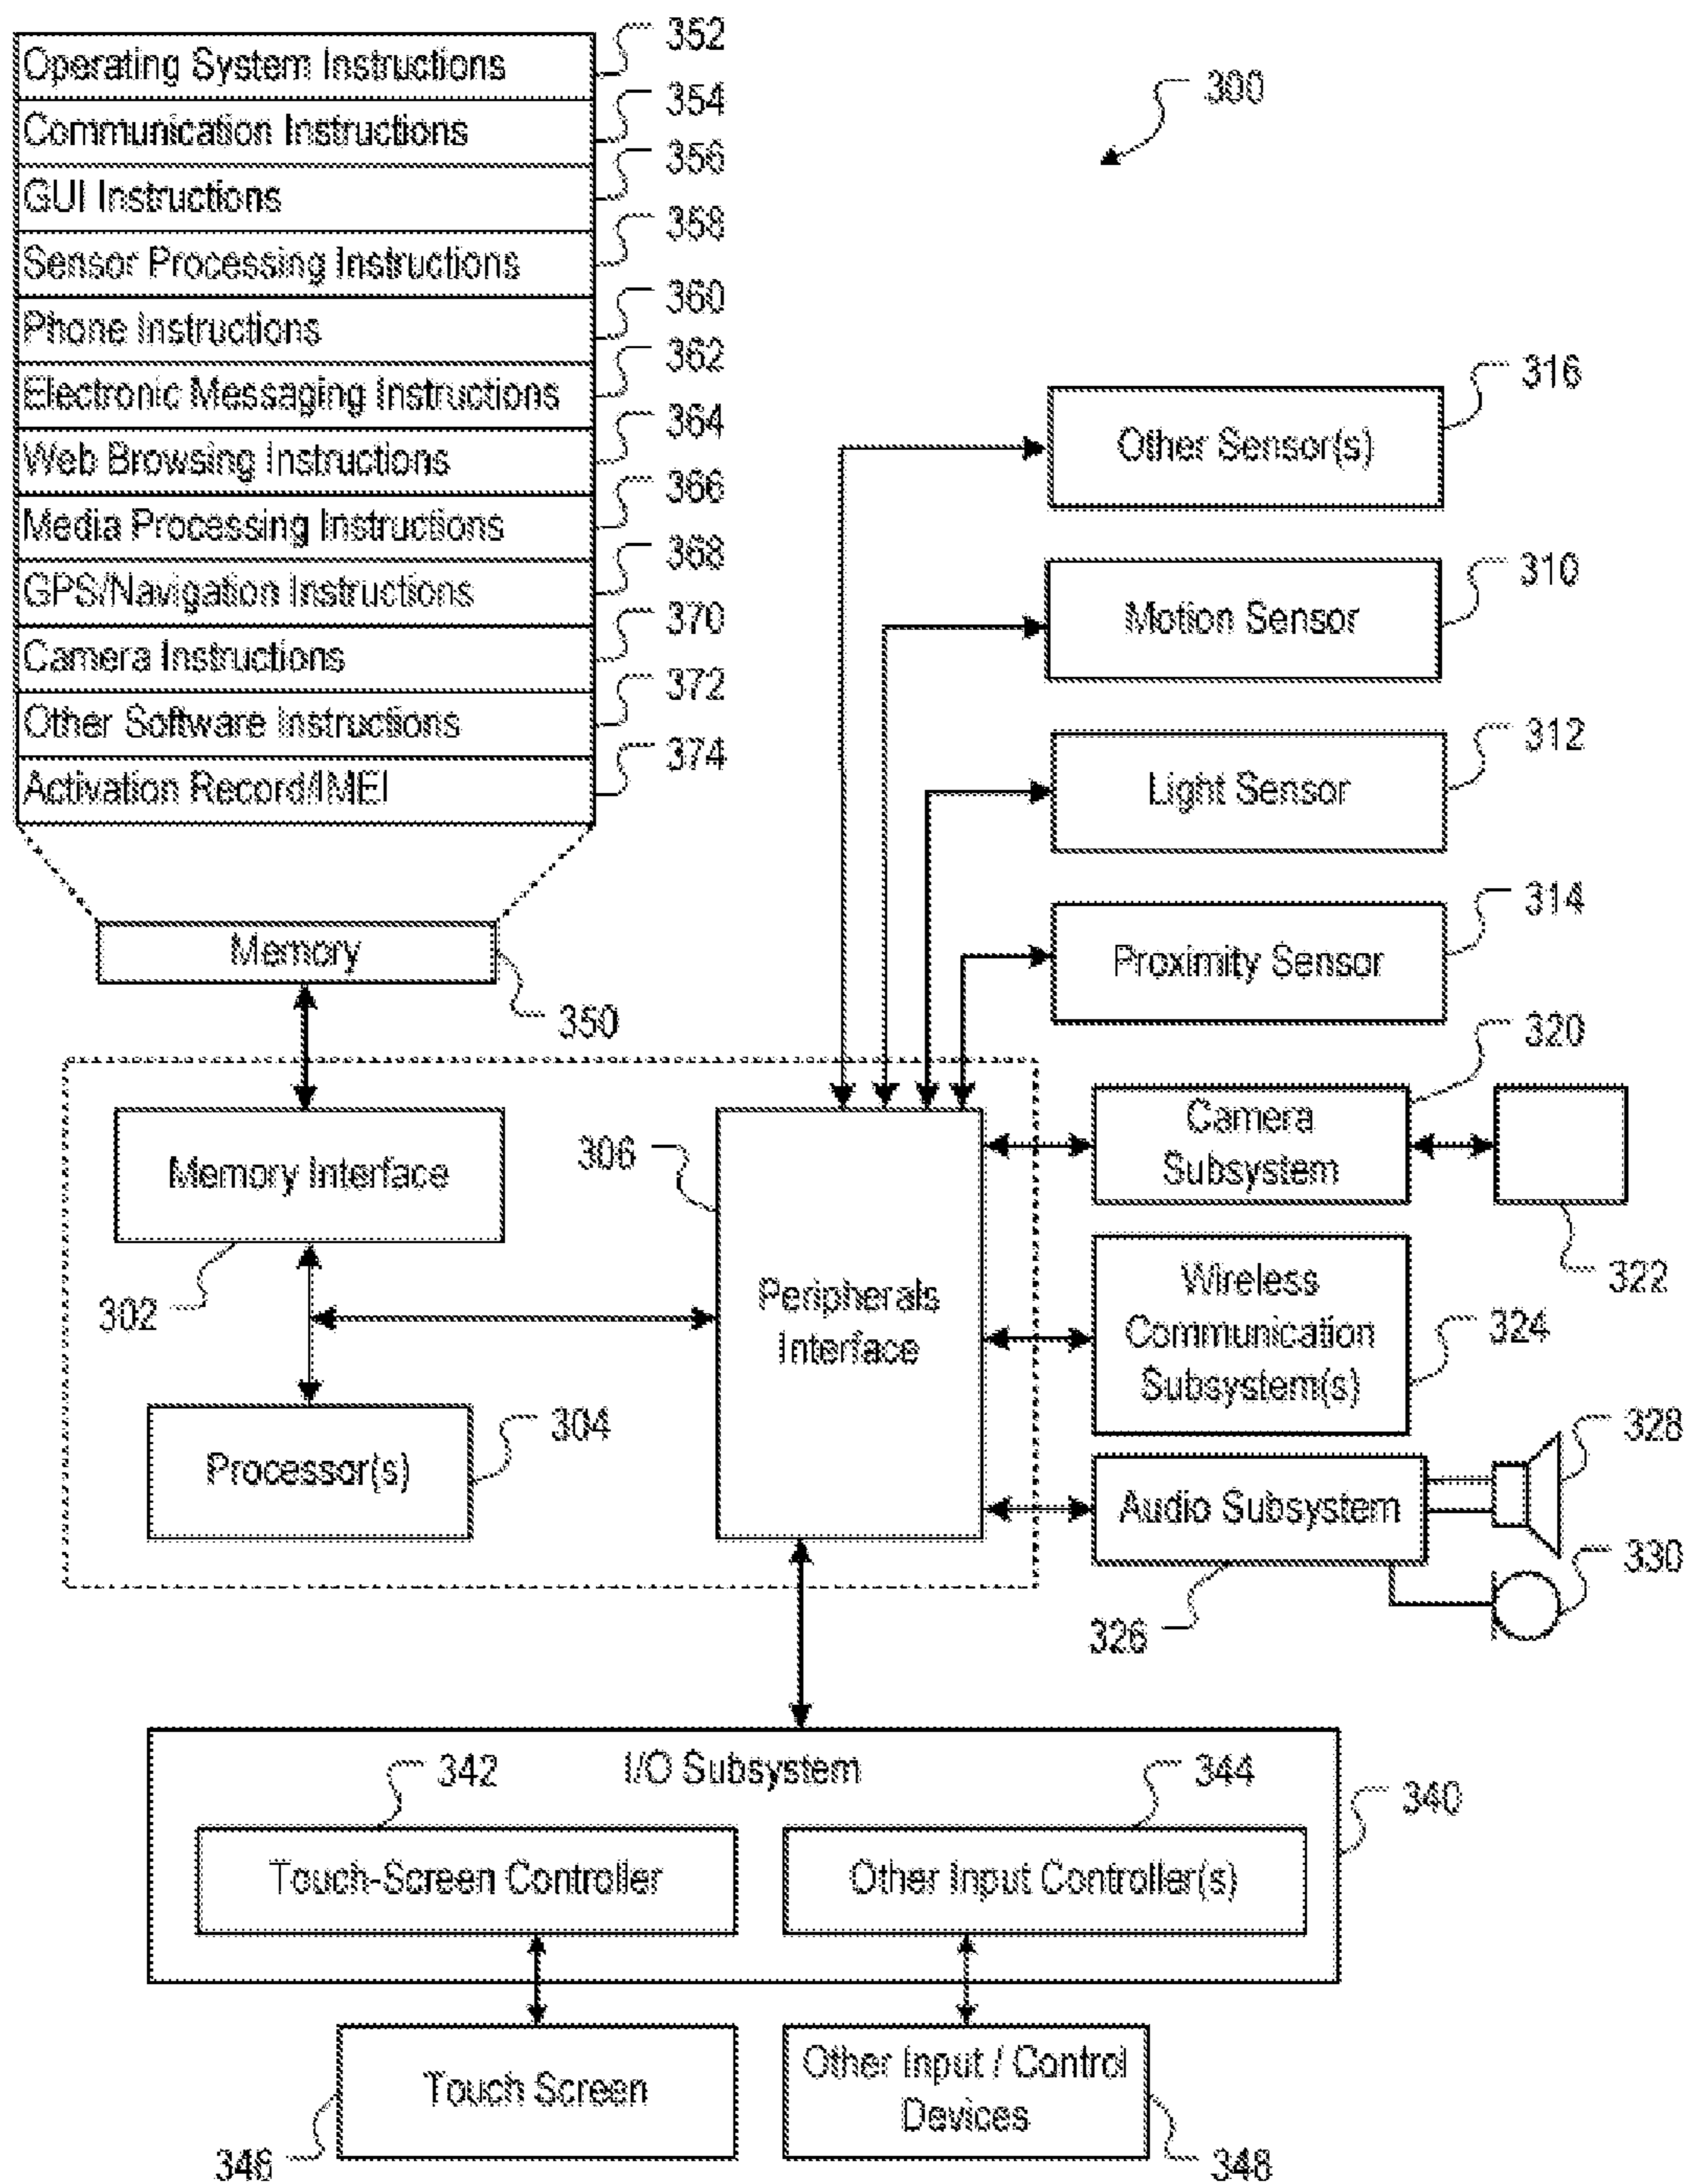 Operating System Instructions 352
Communication Instructions 354
GUI Instructions 356
Sensor Processing Instructions 358
Phone Instructions 360
Electronic Messaging Instructions 362
Web Browsing Instructions 364
Media Processing Instructions 366
GPS/Navigation Instructions 368
Camera Instructions 370
Other Software Instructions 372
Activation Record/IMEI 374
300
Other Sensor(s) 316
Motion Sensor 310
Light Sensor 312
Proximity Sensor 314
Memory
350
Memory Interface
302
Processor(s) 304
306
Peripherals
Interface
320
Camera
Subsystem
322
Wireless
Communication
Subsystem(s)
324
Audio Subsystem
326
328
330
I/O Subsystem
342
344
340
Touch-Screen Controller
Other Input Controller(s)
Touch Screen
346
Other Input / Control
Devices
348